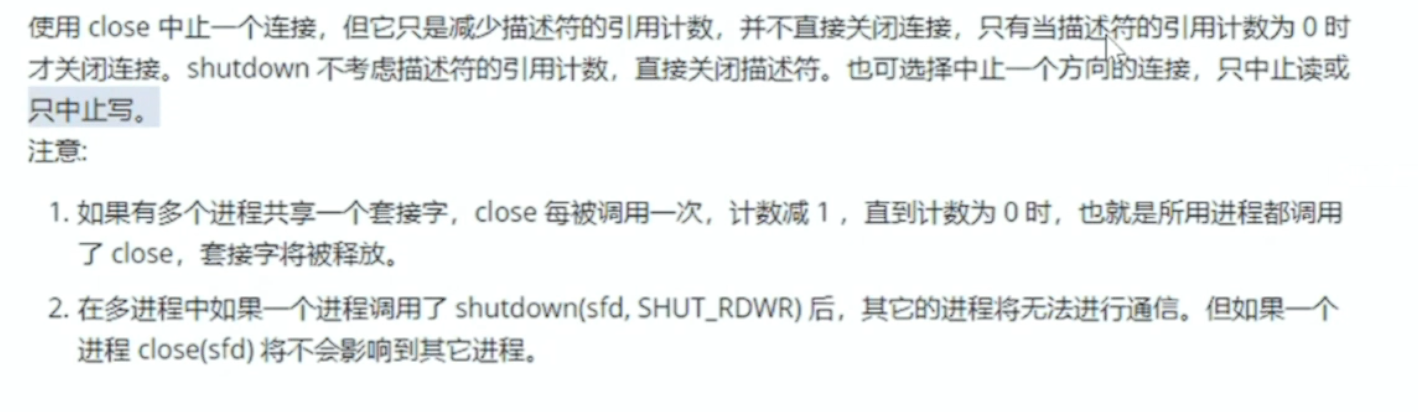 使用 close 中止一个连接，但它只是减少描述符的引用计数，并不直接关闭连接，只有当描述符的引用计数为 0 时
才关闭连接。shutdown 不考虑描述符的引用计数，直接关闭描述符。也可选择中止一个方向的连接，只中止读或
只中止写。
注意:
1. 如果有多个进程共享一个套接字，close 每被调用一次，计数减 1 ，直到计数为 0 时，也就是所用进程都调用
了 close，套接字将被释放。
2. 在多进程中如果一个进程调用了 shutdown(sfd, SHUT_RDWR) 后，其它的进程将无法进行通信。但如果一个
进程 close(sfd) 将不会影响到其它进程。